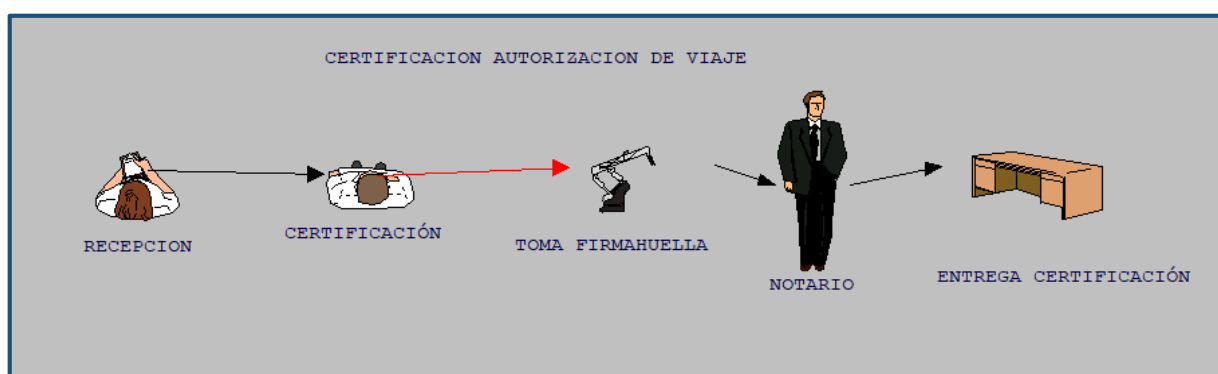 CERTIFICACION AUTORIZACION DE VIAJE
RECEPCION
CERTIFICACIÓN
TOMA FIRMAHUELLA
NOTARIO
ENTREGA CERTIFICACIÓN